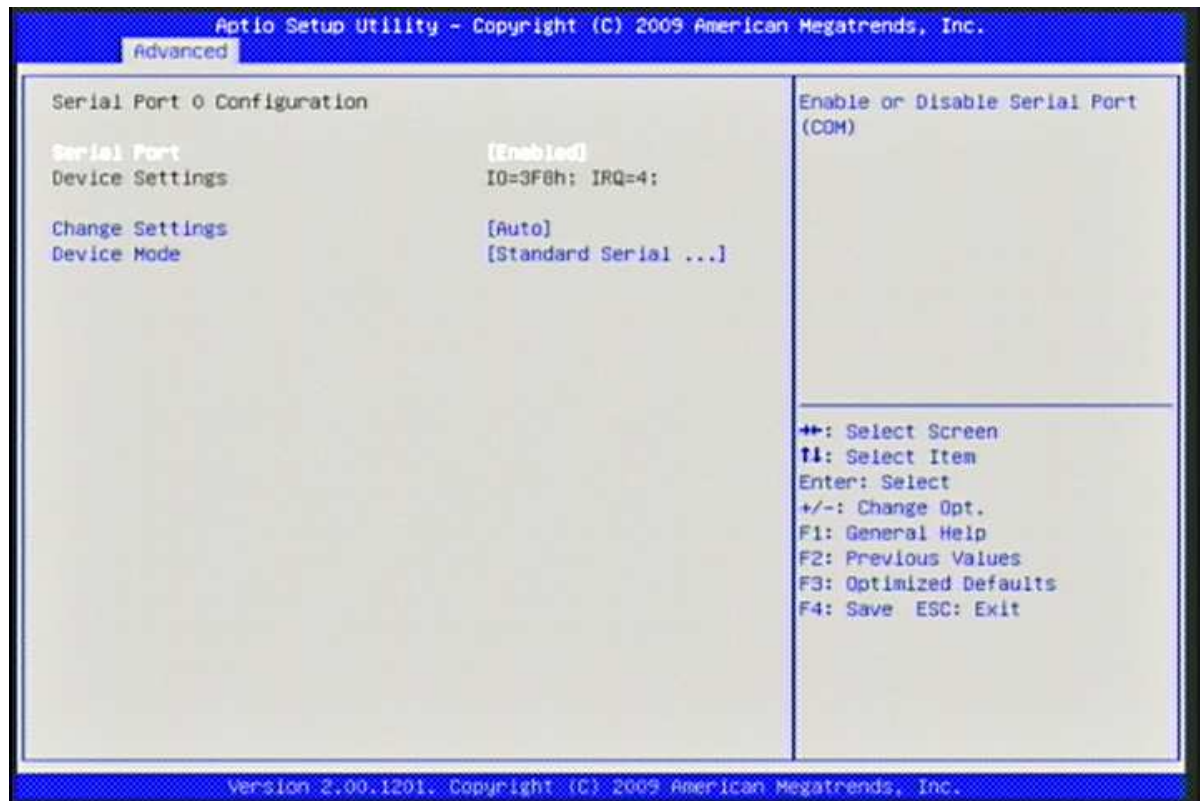 Aptio Setup Utility - Copyright (C) 2009 American Megatrends, Inc.
Advanced
Serial Port 0 Configuration
Serial Port [Enabled]
Device Settings IO=3F8h; IRQ=4;
Change Settings [Auto]
Device Mode [Standard Serial ...]
Enable or Disable Serial Port
(COM)
→←: Select Screen
↑↓: Select Item
Enter: Select
+/-: Change Opt.
F1: General Help
F2: Previous Values
F3: Optimized Defaults
F4: Save ESC: Exit
Version 2.00.1201. Copyright (C) 2009 American Megatrends, Inc.